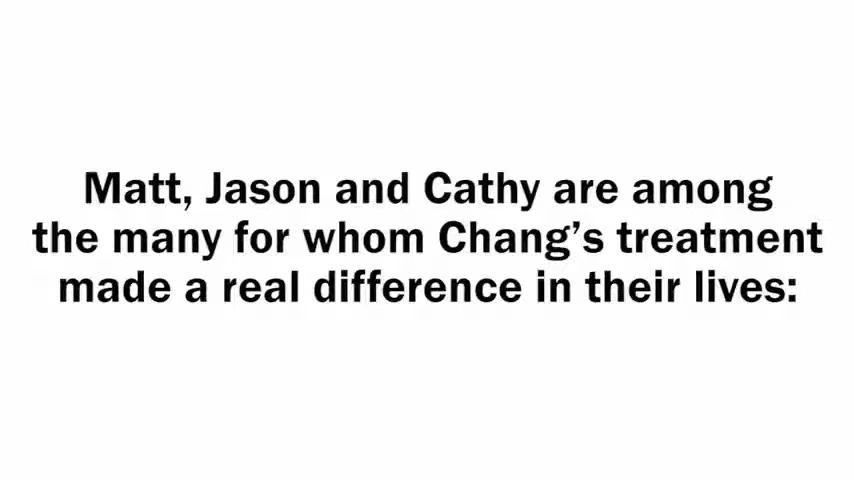 Matt, Jason and Cathy are among
the many for whom Chang’s treatment
made a real difference in their lives: